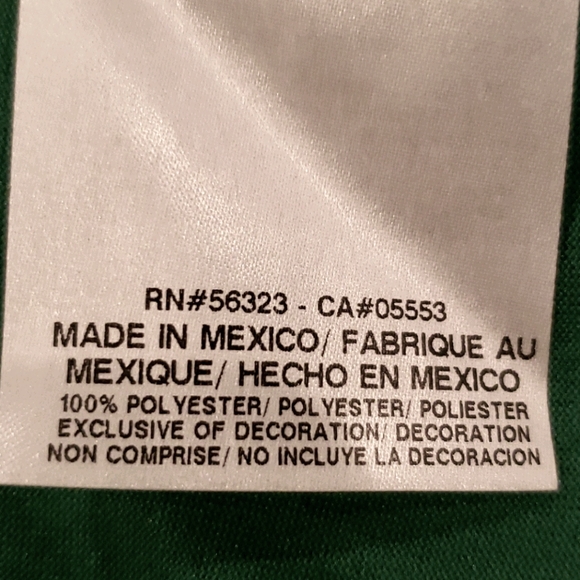 RN#56323 - CA#05553
MADE IN MEXICO/ FABRIQUE AU
MEXIQUE/ HECHO EN MEXICO
100% POLYESTER/ POLYESTER/ POLIESTER
EXCLUSIVE OF DECORATION/ DECORATION
NON COMPRISE/ NO INCLUYE LA DECORACION